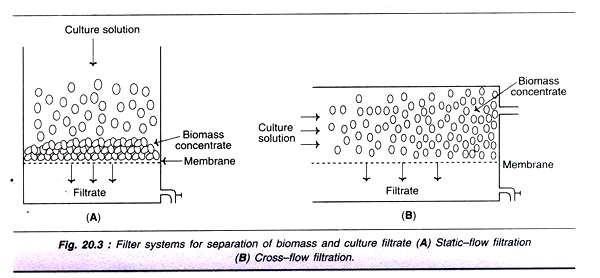 Culture solution
Biomass
concentrate
Membrane
Filtrate
(A)
Biomass
concentrate
Culture
solution
Membrane
Filtrate
(B)
Fig. 20.3 : Filter systems for separation of biomass and culture filtrate (A) Static–flow filtration
(B) Cross–flow filtration.